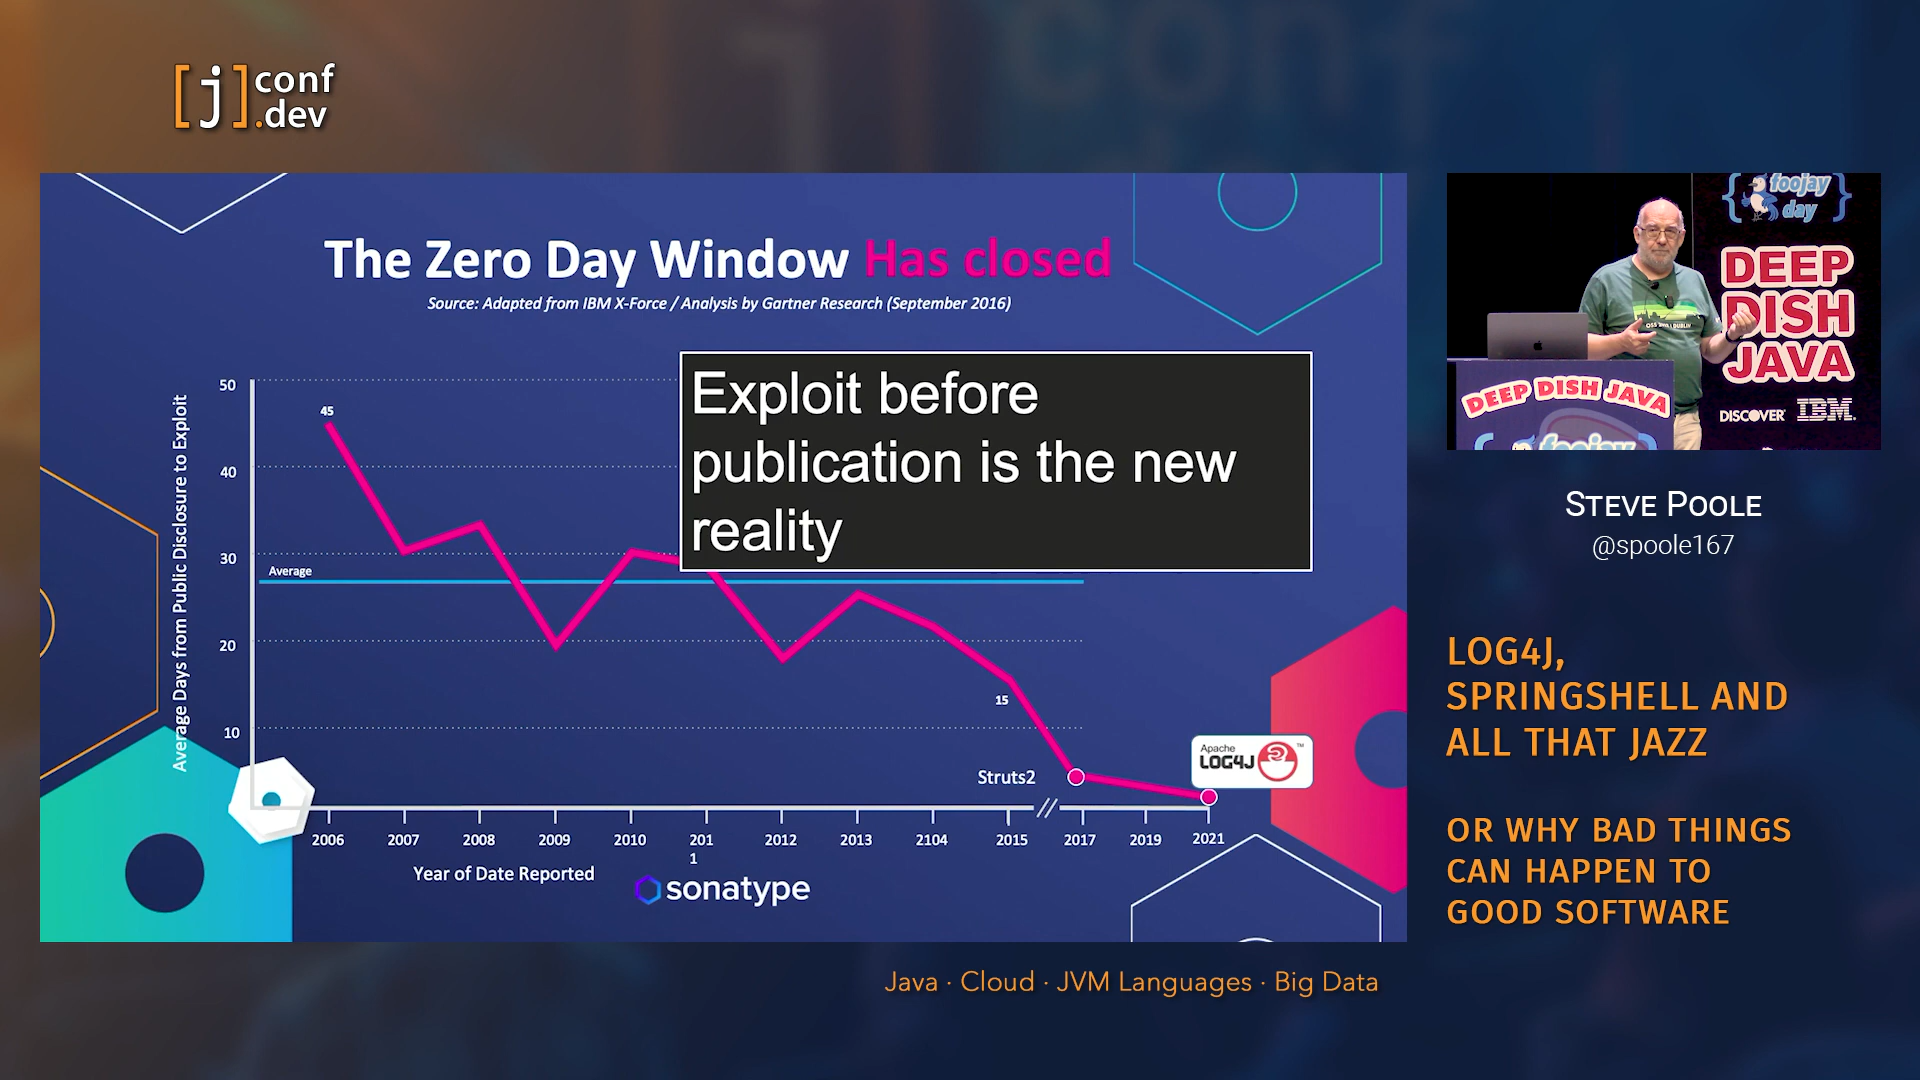 [j] conf
.dev
The Zero Day Window Has closed
Source: Adapted from IBM X-Force / Analysis by Gartner Research (September 2016)
Exploit before
publication is the new
reality
Average Days from Public Disclosure to Exploit
50
40
30
20
10
45
Average
15
Struts2
Apache
LOG4J
TM
2006 2007 2008 2009 2010 201 2012 2013 2104 2015 2017 2019 2021
1
Year of Date Reported
sonatype
{ foojay }
day
DEEP
DISH
JAVA
DISCOVER IBM.
DEEP DISH JAVA
foojay
OSS
DUBLIN
STEVE POOLE
@spoole167
LOG4J,
SPRINGSHELL AND
ALL THAT JAZZ
OR WHY BAD THINGS
CAN HAPPEN TO
GOOD SOFTWARE
Java · Cloud · JVM Languages · Big Data